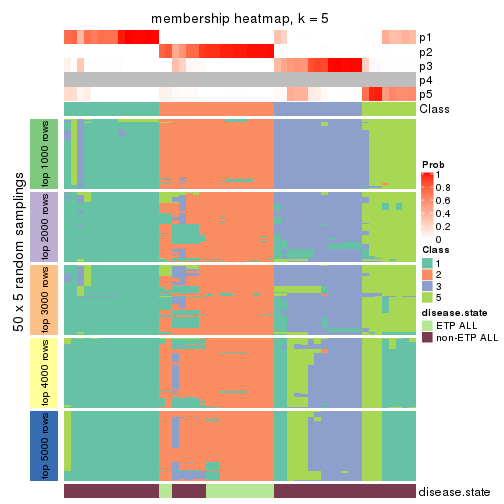 membership heatmap, k = 5
p1
p2
p3
p4
p5
Class
50 x 5 random samplings
top 1000 rows
top 2000 rows
top 3000 rows
top 4000 rows
top 5000 rows
disease.state
Prob
1
0.8
0.6
0.4
0.2
0
Class
1
2
3
5
disease.state
ETP ALL
non-ETP ALL